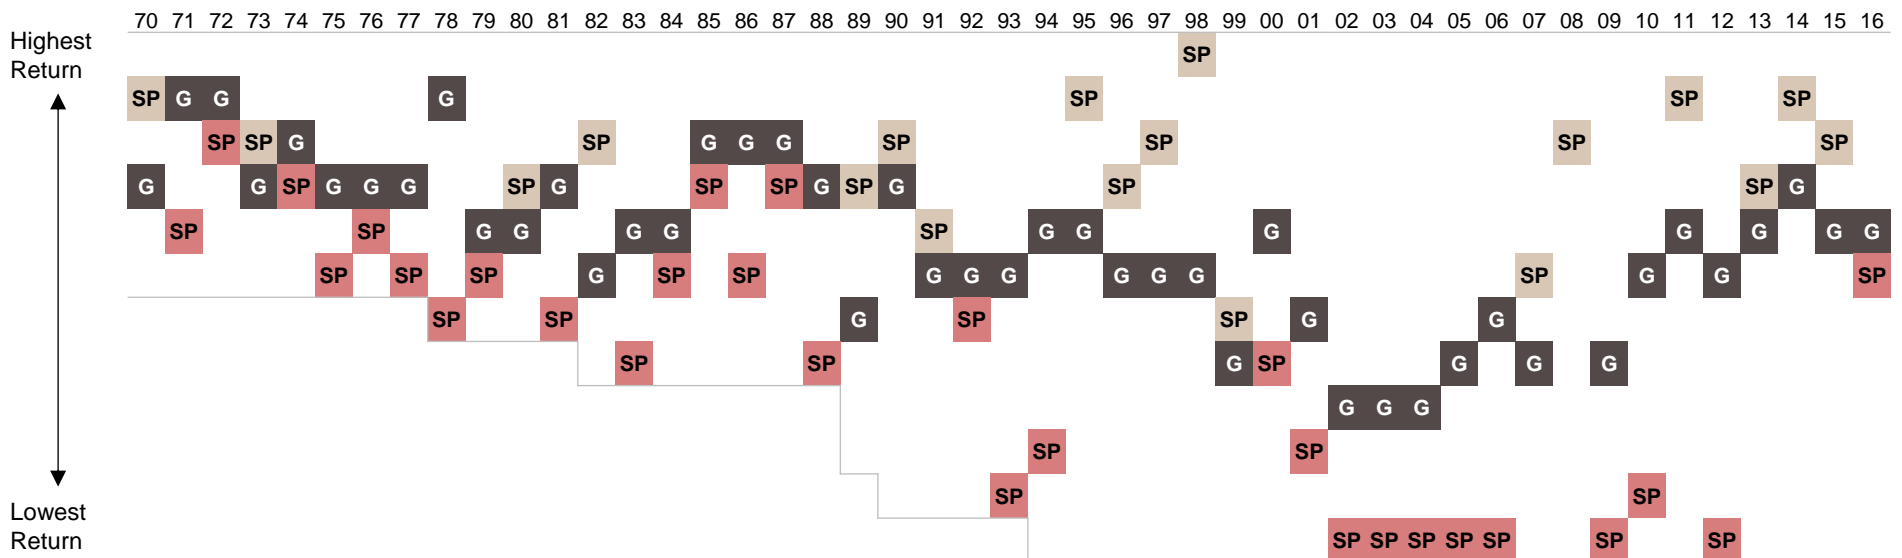 70 71 72 73 74 75 76 77 78 79 80 81 82 83 84 85 86 87 88 89 90 91 92 93 94 95 96 97 98 99 00 01 02 03 04 05 06 07 08 09 10 11 12 13 14 15 16
Highest
Return
SP
SP G G G SP SP SP
SP SP G SP G G G SP SP SP SP
G G SP G G G SP G SP SP G SP G SP SP G
SP SP G G G G SP G G G G G G G
SP SP SP G SP SP G G G G G G SP G G SP
SP SP G SP SP G G
SP SP G SP G G G
G G G
SP SP
SP SP
Lowest
Return
SP SP SP SP SP SP SP